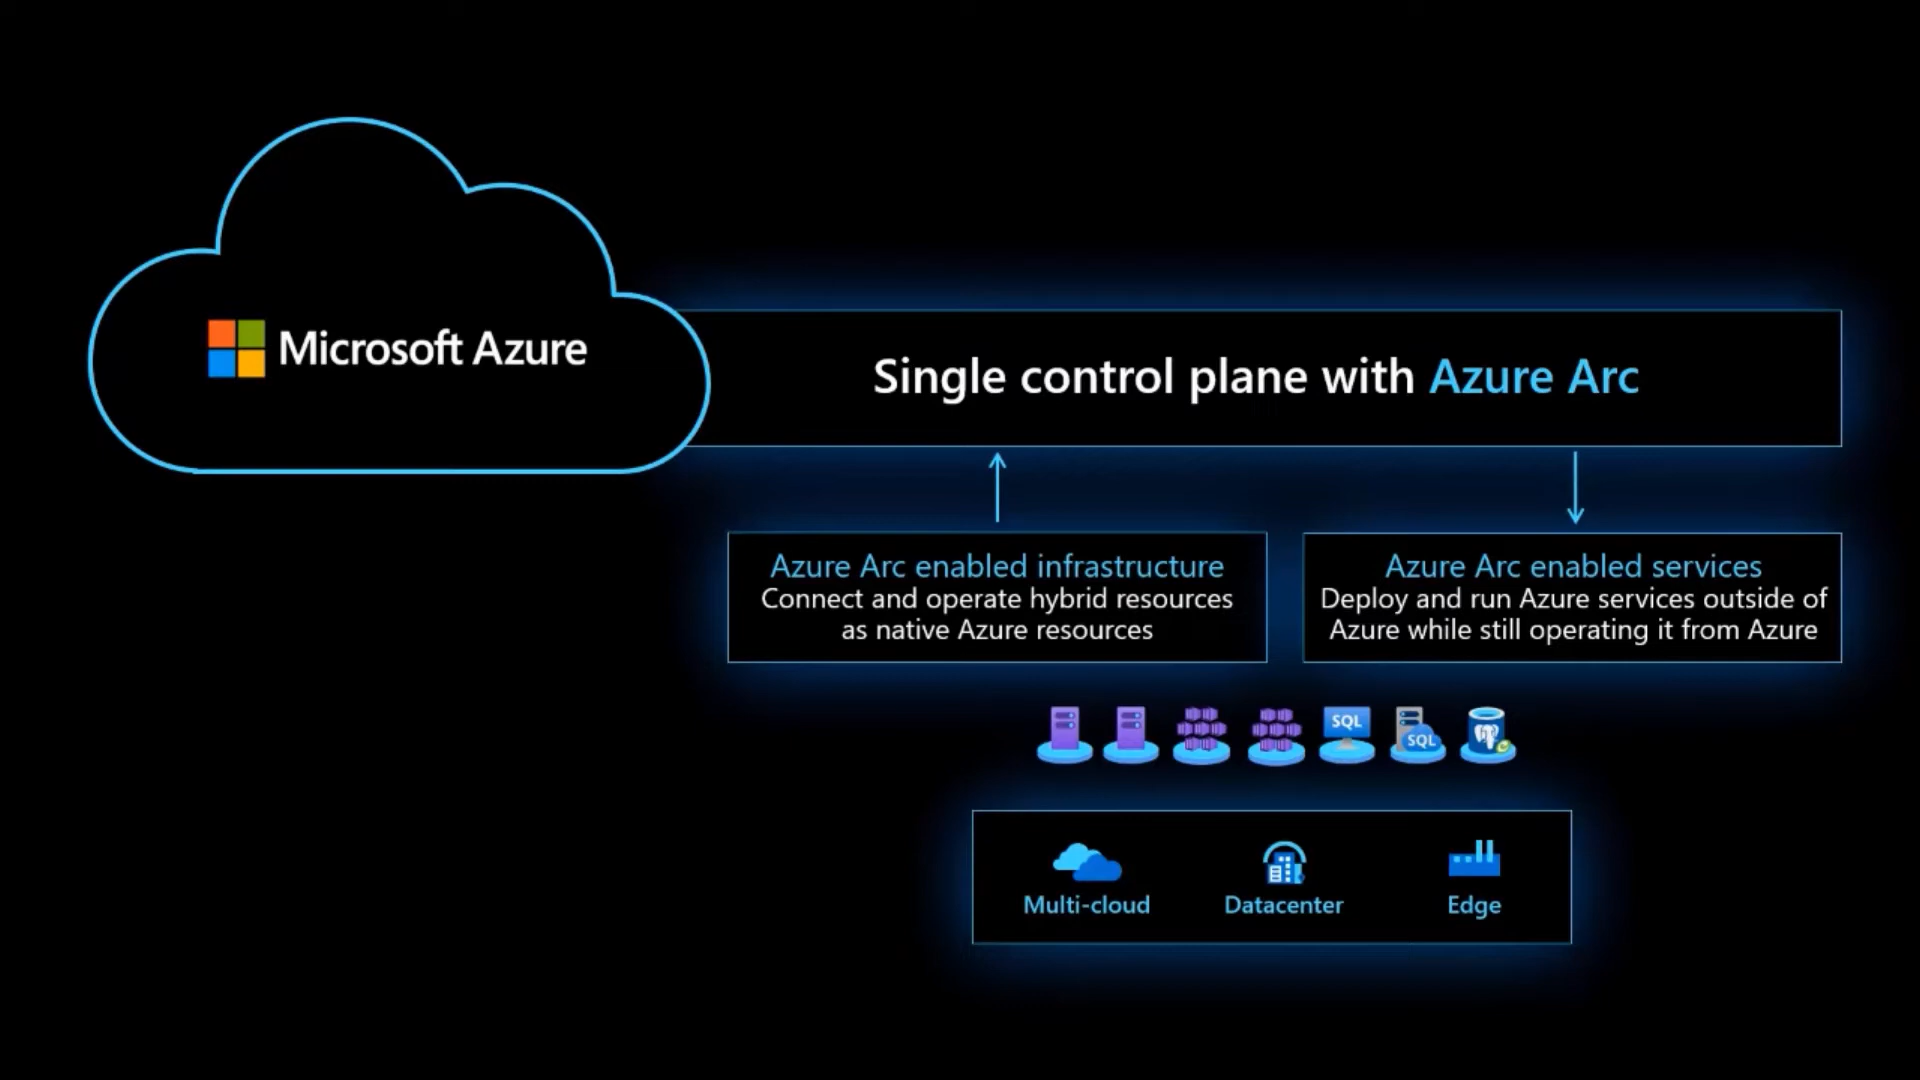 Microsoft Azure
Single control plane with Azure Arc
Azure Arc enabled infrastructure
Connect and operate hybrid resources
as native Azure resources
Azure Arc enabled services
Deploy and run Azure services outside of
Azure while still operating it from Azure
SQL
SQL
Multi-cloud
Datacenter
Edge